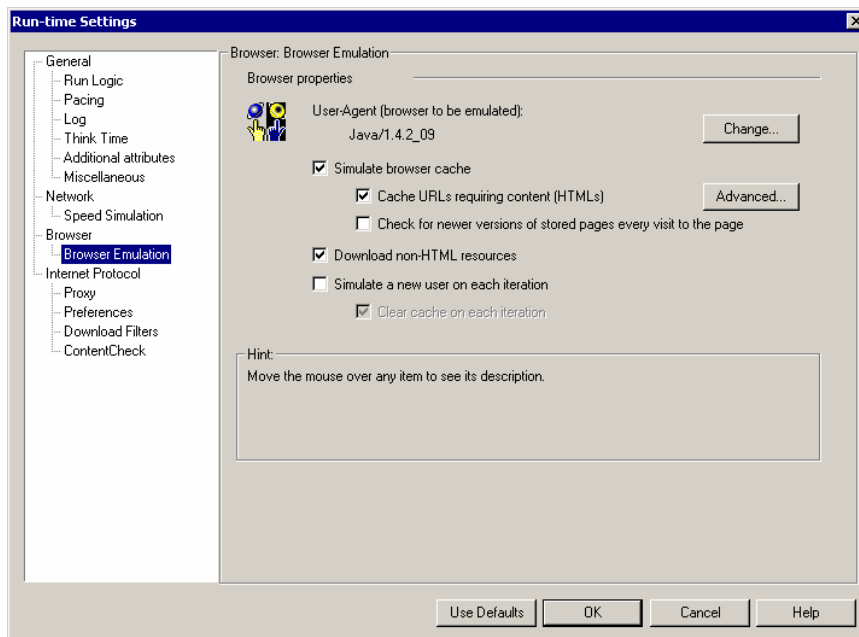 Run-time Settings
General
Run Logic
Pacing
Log
Think Time
Additional attributes
Miscellaneous
Network
Speed Simulation
Browser
Browser Emulation
Internet Protocol
Proxy
Preferences
Download Filters
ContentCheck
Browser: Browser Emulation
Browser properties
User-Agent (browser to be emulated):
Java/1.4.2_09
Change...
Simulate browser cache
Cache URLs requiring content (HTMLs)
Advanced...
Check for newer versions of stored pages every visit to the page
Download non-HTML resources
Simulate a new user on each iteration
Clear cache on each iteration
Hint:
Move the mouse over any item to see its description.
Use Defaults
OK
Cancel
Help